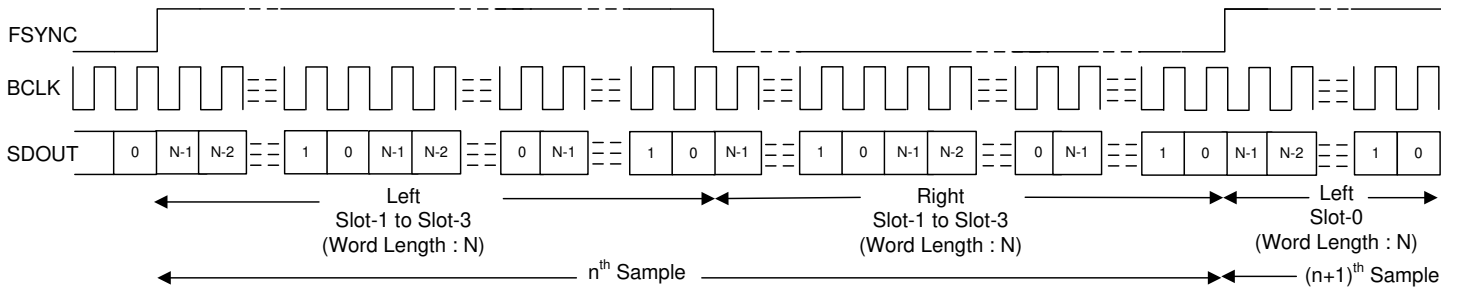 FSYNC
BCLK
SDOUT 0 N-1 N-2 1 0 N-1 N-2 0 N-1 1 0 N-1 1 0 N-1 N-2 0 N-1 1 0 N-1 N-2 1 0
Left Right Left
Slot-1 to Slot-3 Slot-1 to Slot-3 Slot-0
(Word Length : N) (Word Length : N) (Word Length : N)
nth Sample (n+1)th Sample